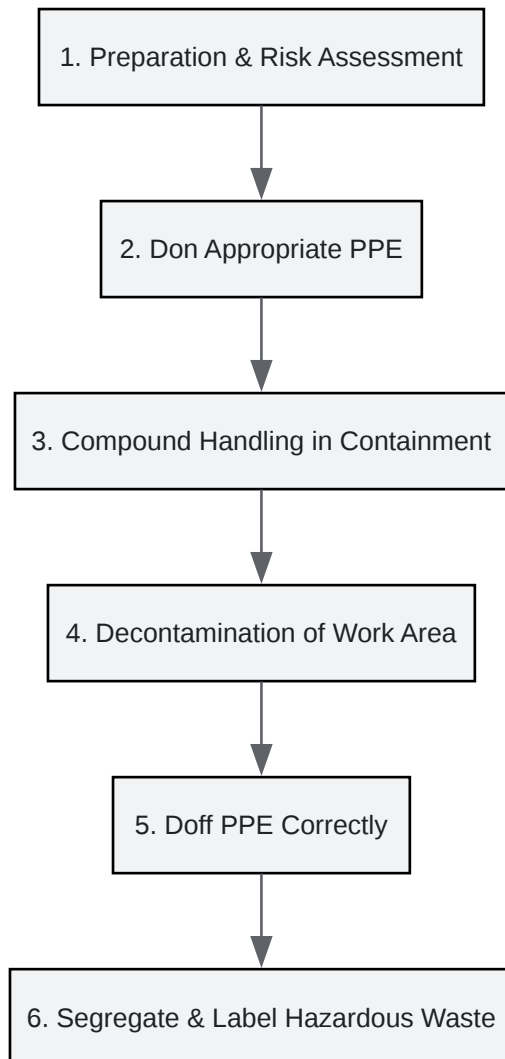 1. Preparation & Risk Assessment
2. Don Appropriate PPE
3. Compound Handling in Containment
4. Decontamination of Work Area
5. Doff PPE Correctly
6. Segregate & Label Hazardous Waste